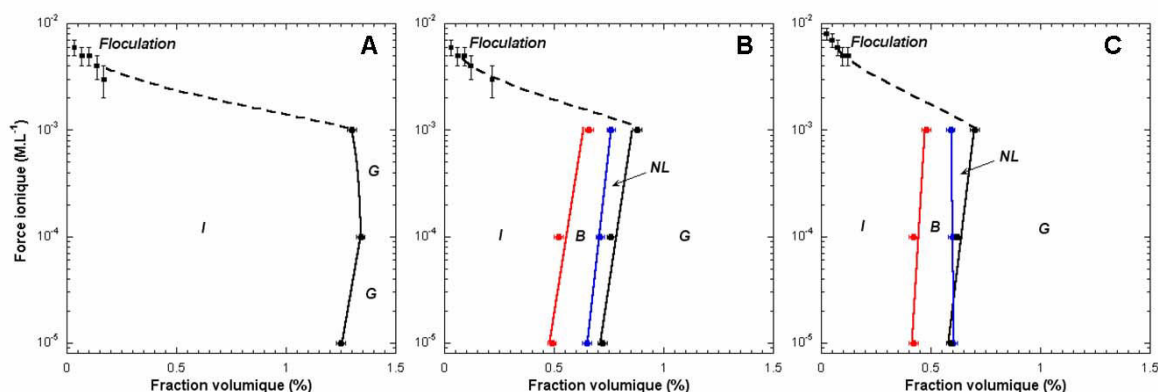 A
Floculation
G
I
G
10⁻²
10⁻³
10⁻⁴
10⁻⁵
Force ionique (M.L⁻¹)
0 0.5 1 1.5
Fraction volumique (%)
B
Floculation
NL
I B G
10⁻²
10⁻³
10⁻⁴
10⁻⁵
0 0.5 1 1.5
Fraction volumique (%)
C
Floculation
NL
I B G
10⁻²
10⁻³
10⁻⁴
10⁻⁵
0 0.5 1 1.5
Fraction volumique (%)